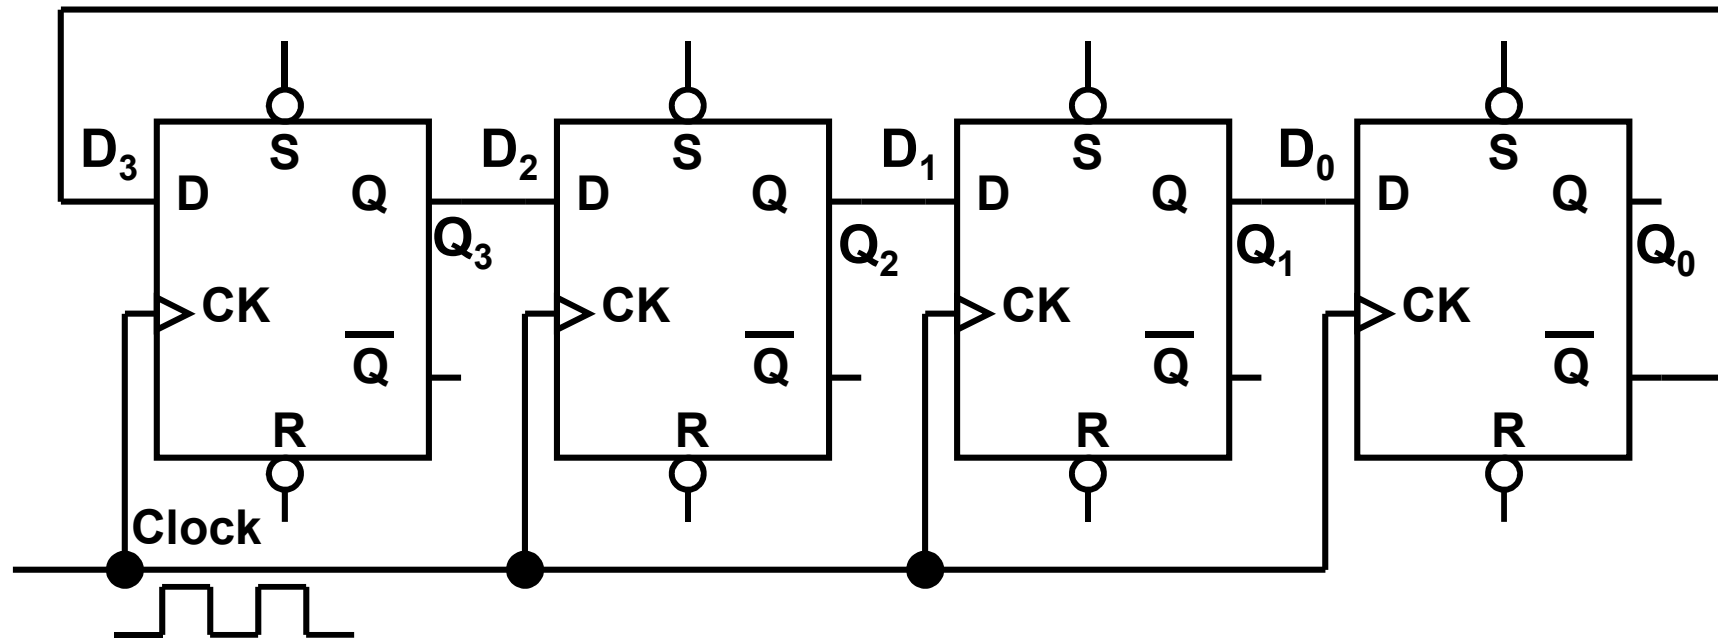 S S S S
D₃ D₂ D₁ D₀
D Q D Q D Q D Q
Q₃ Q₂ Q₁ Q₀
CK CK CK CK
Q̅ Q̅ Q̅ Q̅
R R R R
Clock